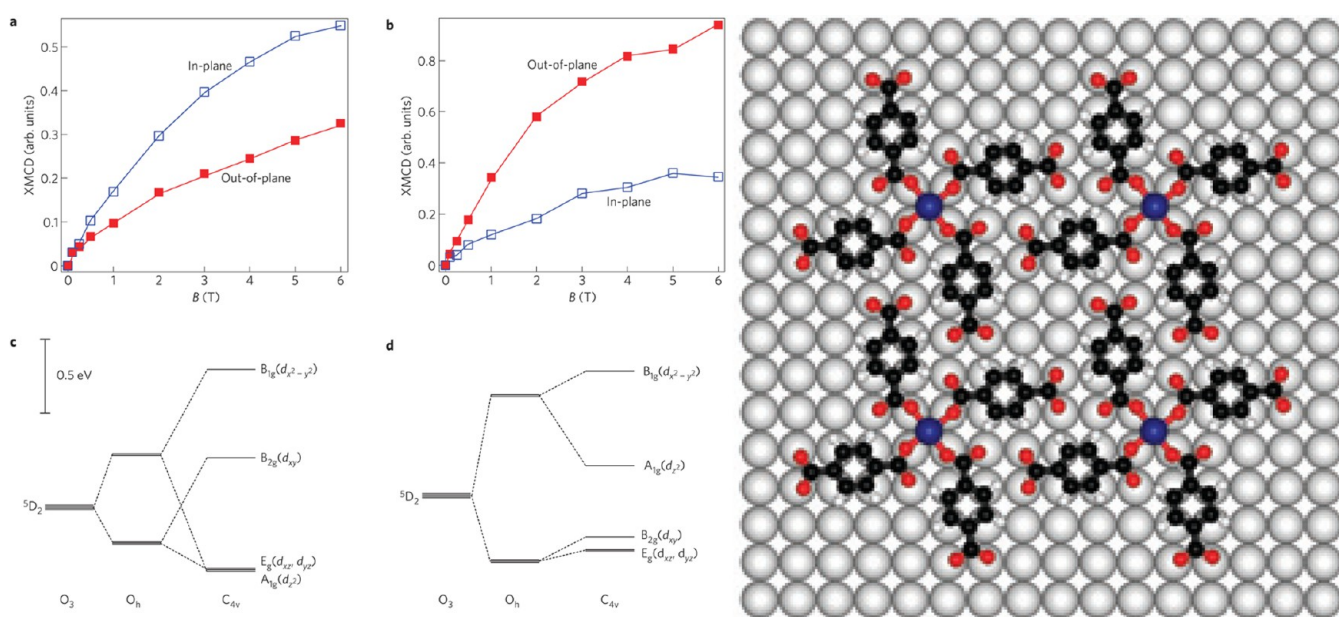 a
XMCD (arb. units)
0.5
0.4
0.3
0.2
0.1
0
In-plane
Out-of-plane
0 1 2 3 4 5 6
B (T)
b
XMCD (arb. units)
0.8
0.6
0.4
0.2
0
Out-of-plane
In-plane
0 1 2 3 4 5 6
B (T)
c
0.5 eV
B₁g(dₓ²₋ᵧ²)
B₂g(dxy)
⁵D₂
Eg(dxz, dyz)
A₁g(dz²)
O₃ Oₕ C₄ᵥ
d
B₁g(dₓ²₋ᵧ²)
A₁g(dz²)
⁵D₂
B₂g(dxy)
Eg(dxz, dyz)
O₃ Oₕ C₄ᵥ